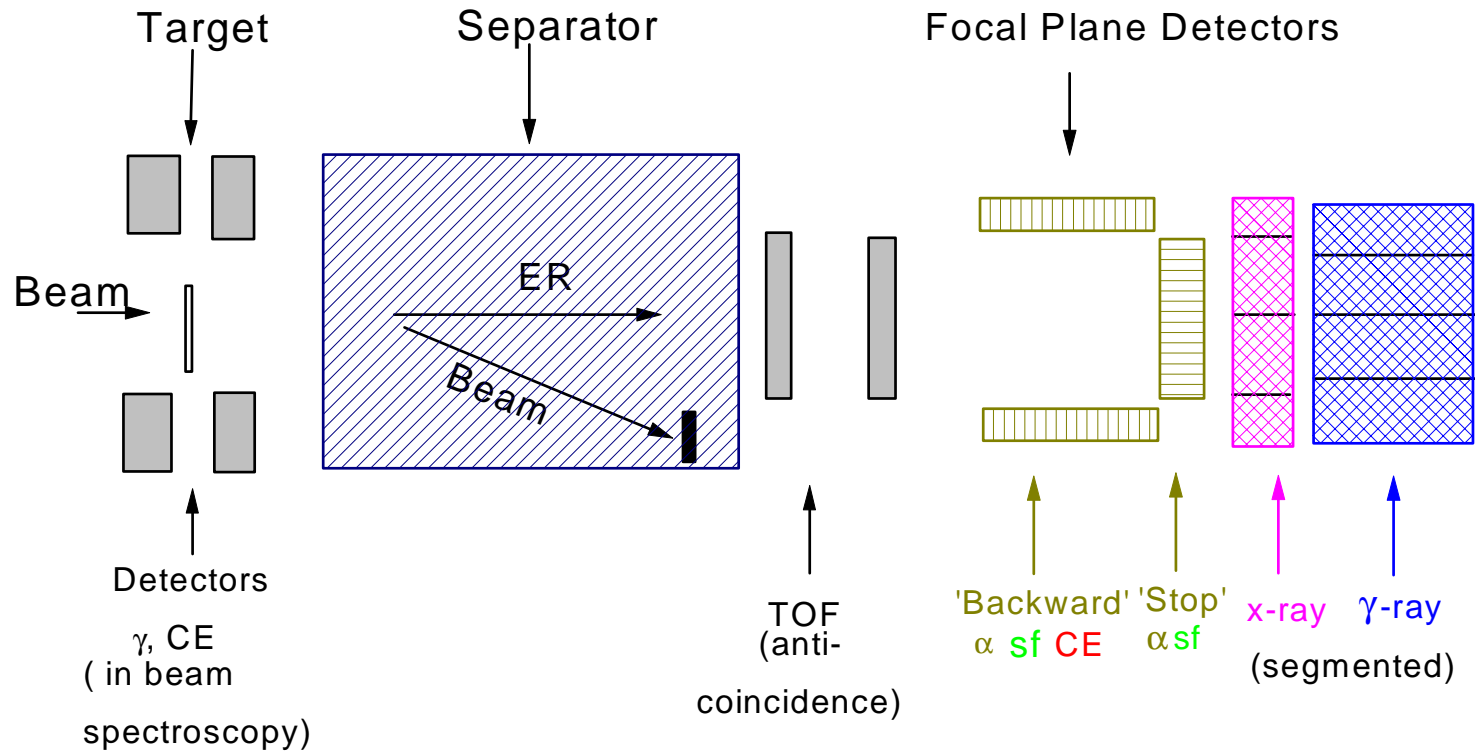 Target
Separator
Focal Plane Detectors
Beam
ER
Beam
Detectors
γ, CE
( in beam
spectroscopy)
TOF
(anti-
coincidence)
'Backward'
α sf CE
'Stop'
α sf
x-ray
γ-ray
(segmented)